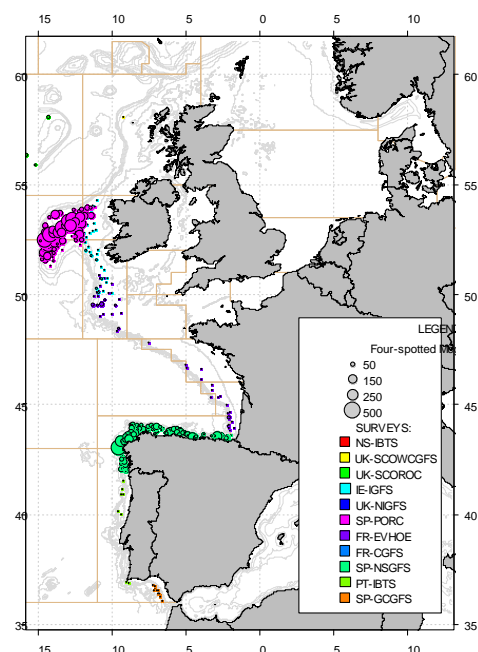 15 10 5 0 5 10
60 60
55 55
50 50
45 45
40 40
35 35
LEGEN
Four-spotted M
50
150
250
500
SURVEYS:
NS-IBTS
UK-SCOWCGFS
UK-SCOROC
IE-IGFS
UK-NIGFS
SP-PORC
FR-EVHOE
FR-CGFS
SP-NSGFS
PT-IBTS
SP-GCGFS
15 10 5 0 5 10